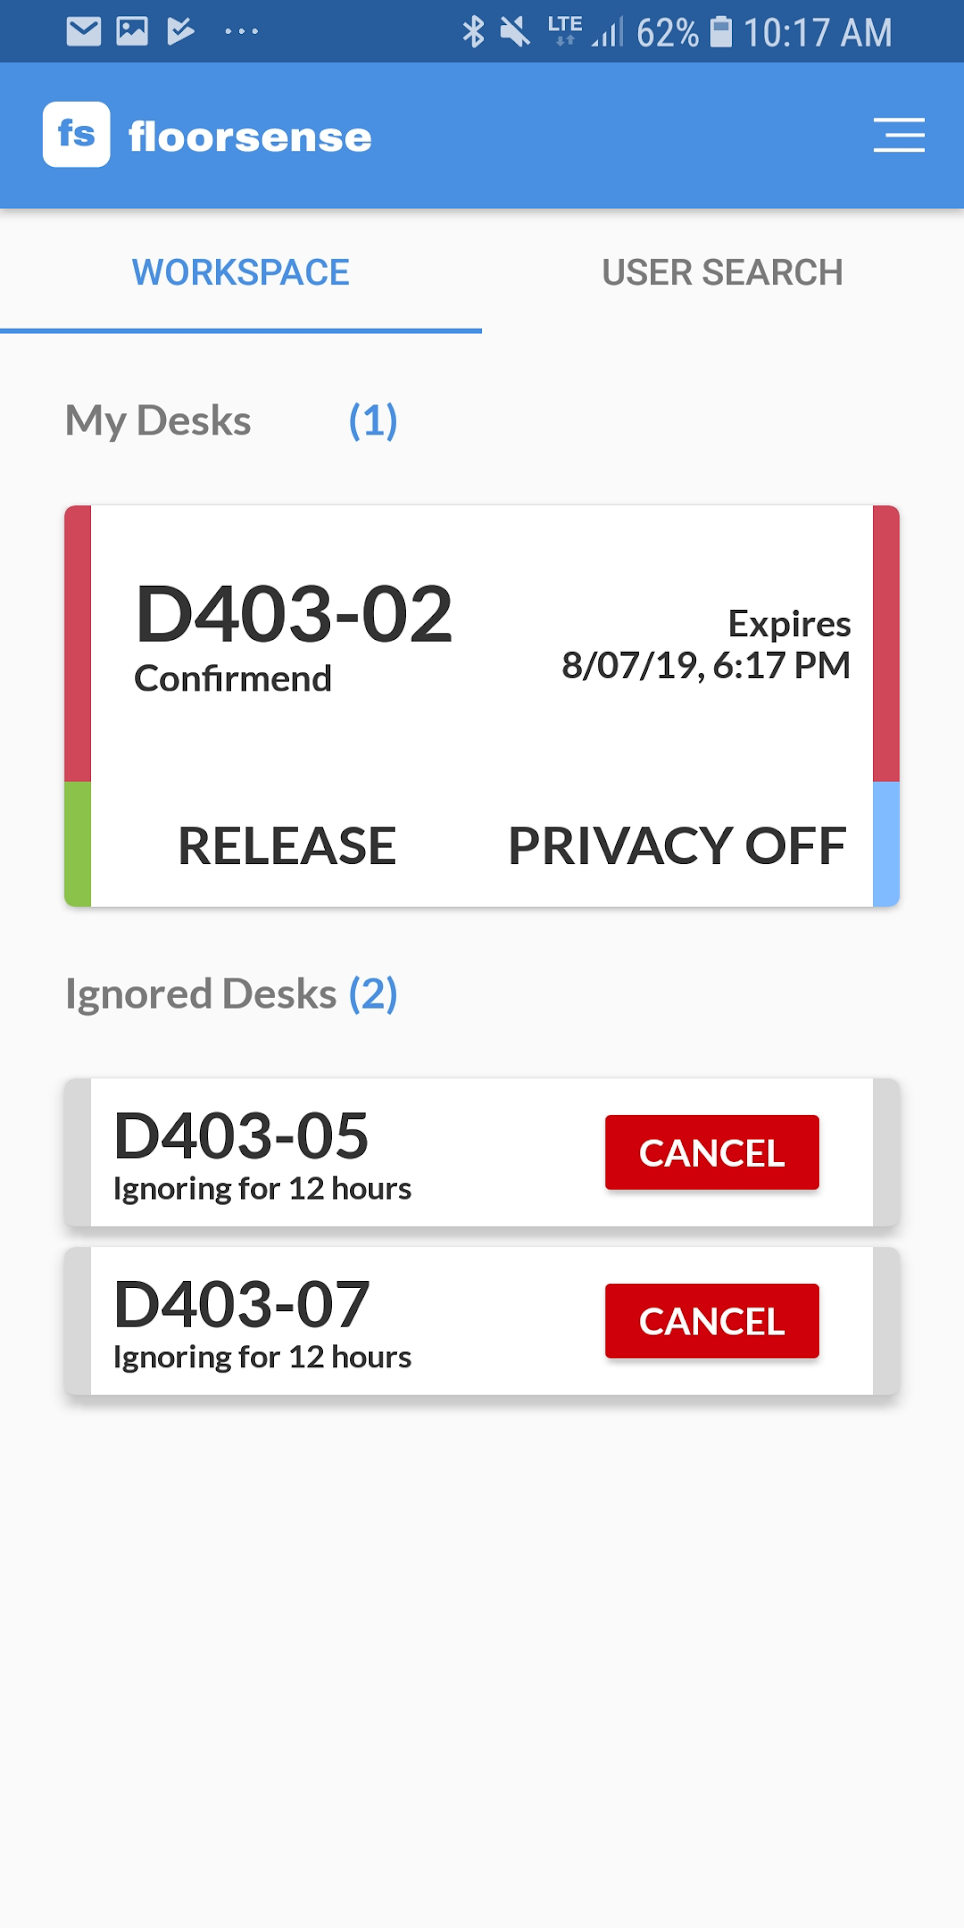 LTE 62% 10:17 AM
fs floorsense
WORKSPACE USER SEARCH
My Desks (1)
D403-02
Confirmend
Expires
8/07/19, 6:17 PM
RELEASE PRIVACY OFF
Ignored Desks (2)
D403-05
Ignoring for 12 hours
CANCEL
D403-07
Ignoring for 12 hours
CANCEL